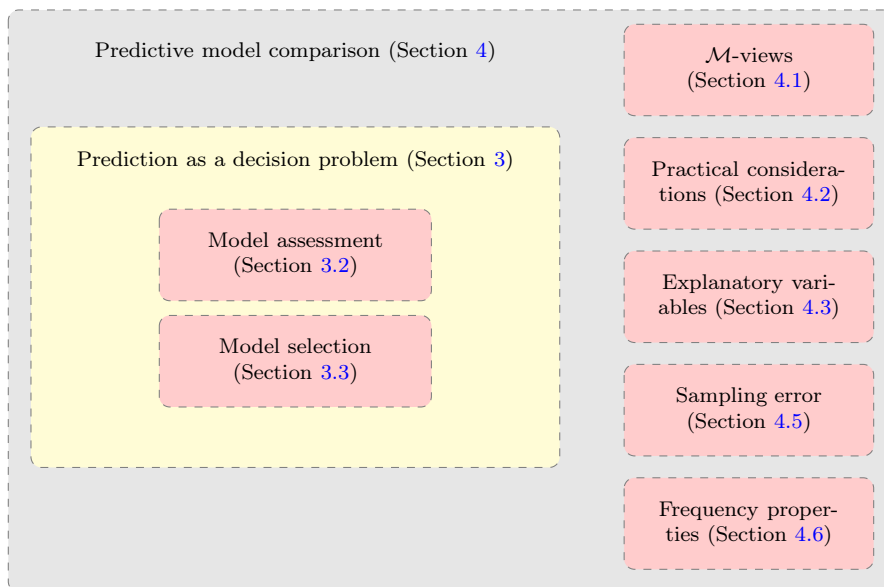 Predictive model comparison (Section 4)
Prediction as a decision problem (Section 3)
Model assessment
(Section 3.2)
Model selection
(Section 3.3)
ℳ-views
(Section 4.1)
Practical considera-
tions (Section 4.2)
Explanatory vari-
ables (Section 4.3)
Sampling error
(Section 4.5)
Frequency proper-
ties (Section 4.6)